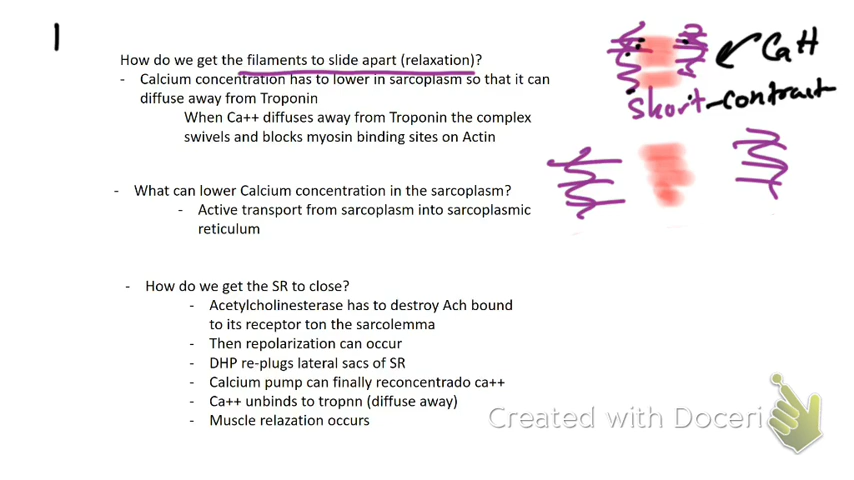 1
How do we get the filaments to slide apart (relaxation)?
- Calcium concentration has to lower in sarcoplasm so that it can
diffuse away from Troponin
When Ca++ diffuses away from Troponin the complex
swivels and blocks myosin binding sites on Actin
- What can lower Calcium concentration in the sarcoplasm?
- Active transport from sarcoplasm into sarcoplasmic
reticulum
- How do we get the SR to close?
- Acetylcholinesterase has to destroy Ach bound
to its receptor ton the sarcolemma
- Then repolarization can occur
- DHP re-plugs lateral sacs of SR
- Calcium pump can finally reconcentrado ca++
- Ca++ unbinds to tropnn (diffuse away)
- Muscle relazation occurs
short-contract
Created with Doceri